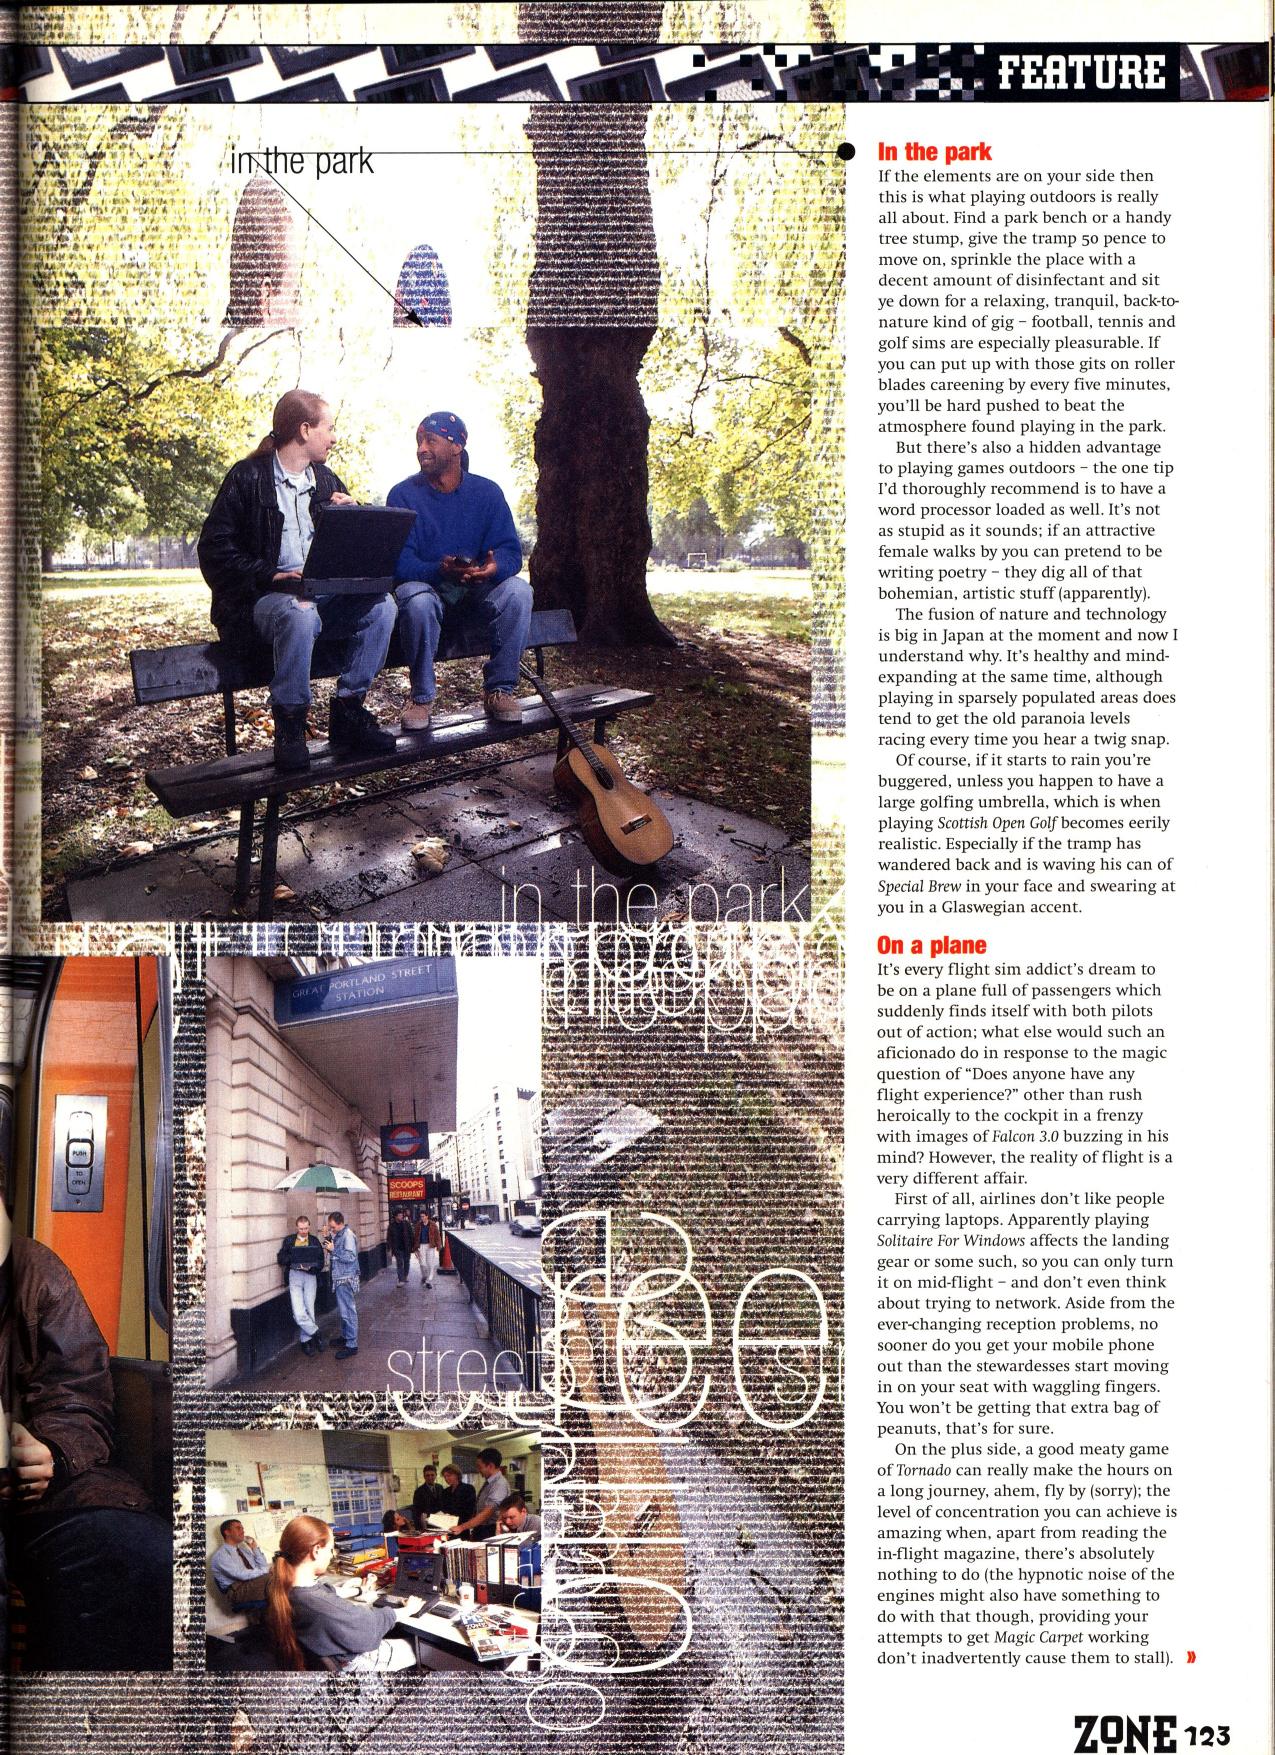 FEATURE
in the park
In the park
If the elements are on your side then
this is what playing outdoors is really
all about. Find a park bench or a handy
tree stump, give the tramp 50 pence to
move on, sprinkle the place with a
decent amount of disinfectant and sit
ye down for a relaxing, tranquil, back-to-
nature kind of gig – football, tennis and
golf sims are especially pleasurable. If
you can put up with those gits on roller
blades careening by every five minutes,
you'll be hard pushed to beat the
atmosphere found playing in the park.
But there's also a hidden advantage
to playing games outdoors – the one tip
I'd thoroughly recommend is to have a
word processor loaded as well. It's not
as stupid as it sounds; if an attractive
female walks by you can pretend to be
writing poetry – they dig all of that
bohemian, artistic stuff (apparently).
The fusion of nature and technology
is big in Japan at the moment and now I
understand why. It's healthy and mind-
expanding at the same time, although
playing in sparsely populated areas does
tend to get the old paranoia levels
racing every time you hear a twig snap.
Of course, if it starts to rain you're
buggered, unless you happen to have a
large golfing umbrella, which is when
playing Scottish Open Golf becomes eerily
realistic. Especially if the tramp has
wandered back and is waving his can of
Special Brew in your face and swearing at
you in a Glaswegian accent.
On a plane
It's every flight sim addict's dream to
be on a plane full of passengers which
suddenly finds itself with both pilots
out of action; what else would such an
aficionado do in response to the magic
question of "Does anyone have any
flight experience?" other than rush
heroically to the cockpit in a frenzy
with images of Falcon 3.0 buzzing in his
mind? However, the reality of flight is a
very different affair.
First of all, airlines don't like people
carrying laptops. Apparently playing
Solitaire For Windows affects the landing
gear or some such, so you can only turn
it on mid-flight – and don't even think
about trying to network. Aside from the
ever-changing reception problems, no
sooner do you get your mobile phone
out than the stewardesses start moving
in on your seat with waggling fingers.
You won't be getting that extra bag of
peanuts, that's for sure.
On the plus side, a good meaty game
of Tornado can really make the hours on
a long journey, ahem, fly by (sorry); the
level of concentration you can achieve is
amazing when, apart from reading the
in-flight magazine, there's absolutely
nothing to do (the hypnotic noise of the
engines might also have something to
do with that though, providing your
attempts to get Magic Carpet working
don't inadvertently cause them to stall).
in the park
GREAT PORTLAND STREET
STATION
PUSH
TO
OPEN
SCOOPS
RESTAURANT
street
ZONE 123